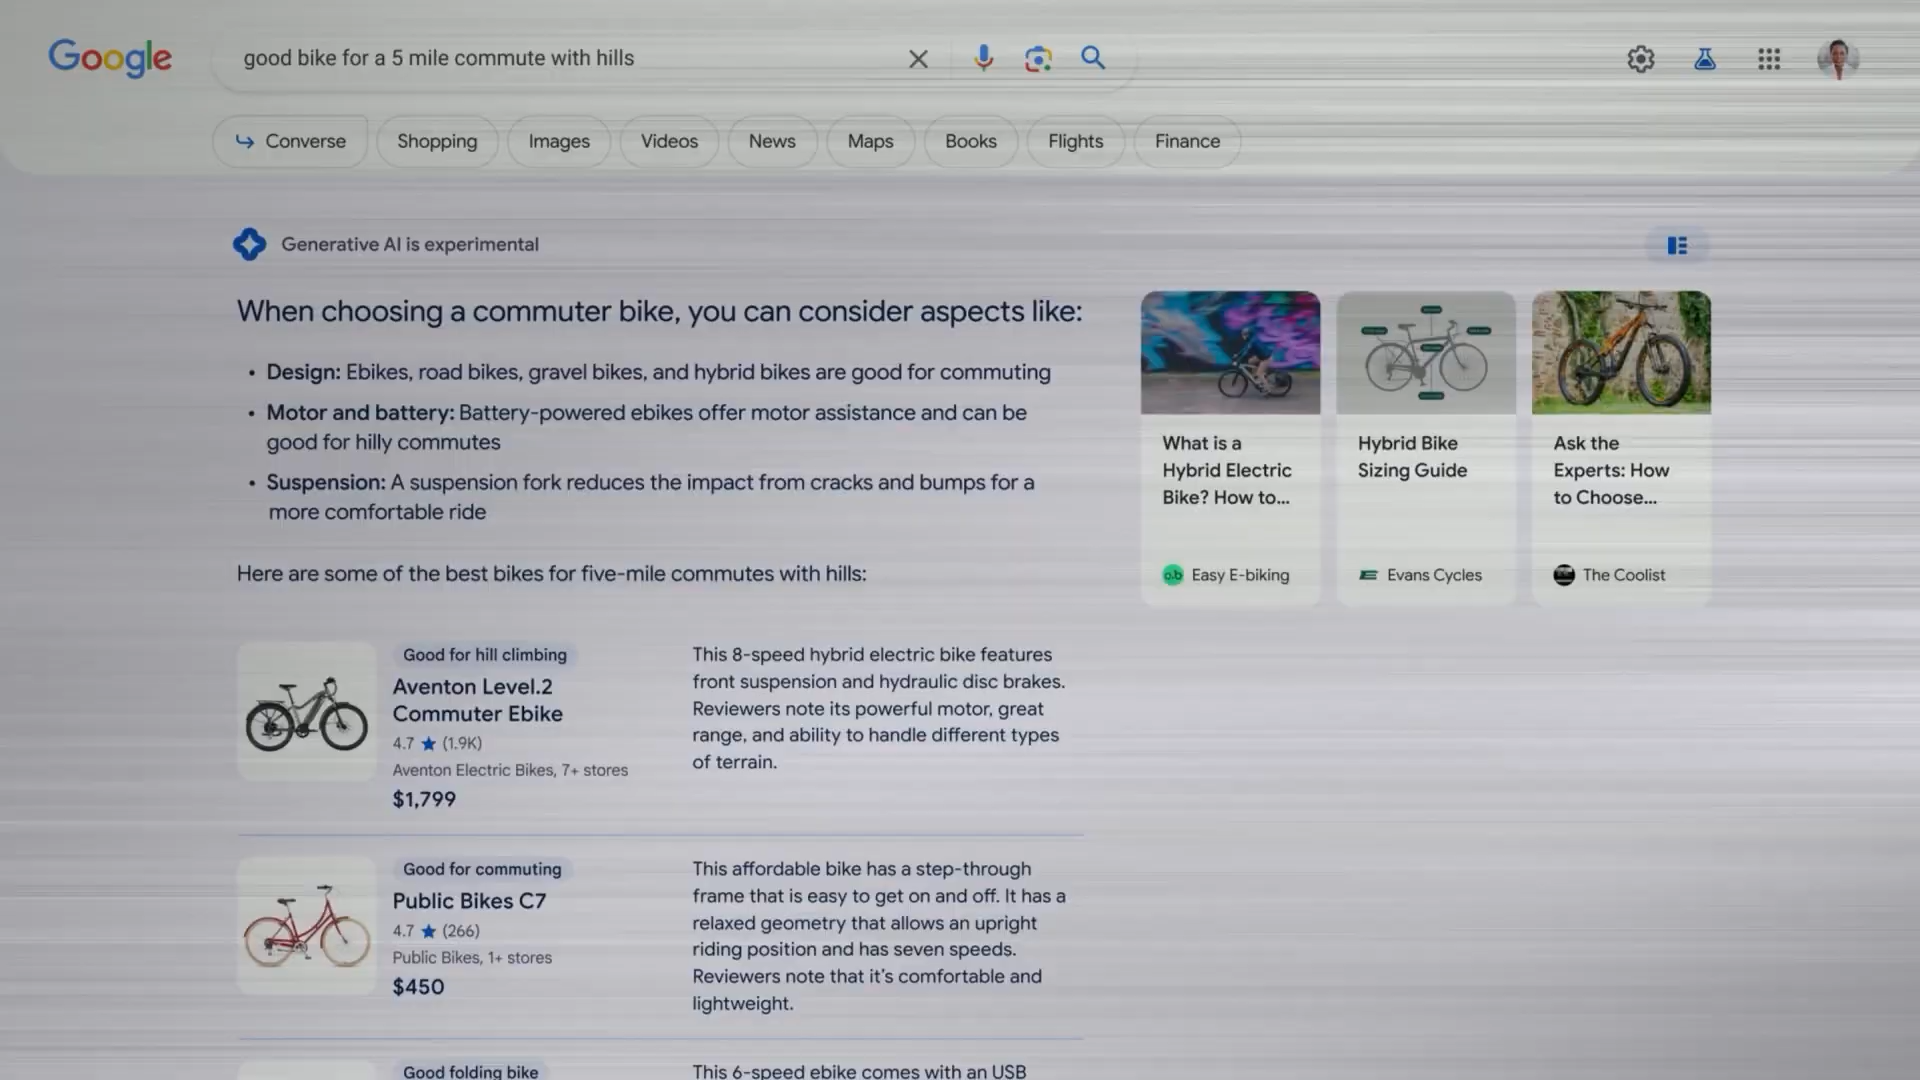 Google
good bike for a 5 mile commute with hills
Converse
Shopping
Images
Videos
News
Maps
Books
Flights
Finance
Generative AI is experimental
When choosing a commuter bike, you can consider aspects like:
• Design: Ebikes, road bikes, gravel bikes, and hybrid bikes are good for commuting
• Motor and battery: Battery-powered ebikes offer motor assistance and can be
good for hilly commutes
• Suspension: A suspension fork reduces the impact from cracks and bumps for a
more comfortable ride
Here are some of the best bikes for five-mile commutes with hills:
What is a
Hybrid Electric
Bike? How to...
Easy E-biking
Hybrid Bike
Sizing Guide
Evans Cycles
Ask the
Experts: How
to Choose...
The Coolist
Good for hill climbing
Aventon Level.2
Commuter Ebike
4.7 ★ (1.9K)
Aventon Electric Bikes, 7+ stores
$1,799
This 8-speed hybrid electric bike features
front suspension and hydraulic disc brakes.
Reviewers note its powerful motor, great
range, and ability to handle different types
of terrain.
Good for commuting
Public Bikes C7
4.7 ★ (266)
Public Bikes, 1+ stores
$450
This affordable bike has a step-through
frame that is easy to get on and off. It has a
relaxed geometry that allows an upright
riding position and has seven speeds.
Reviewers note that it's comfortable and
lightweight.
Good folding bike
This 6-speed ebike comes with an USB